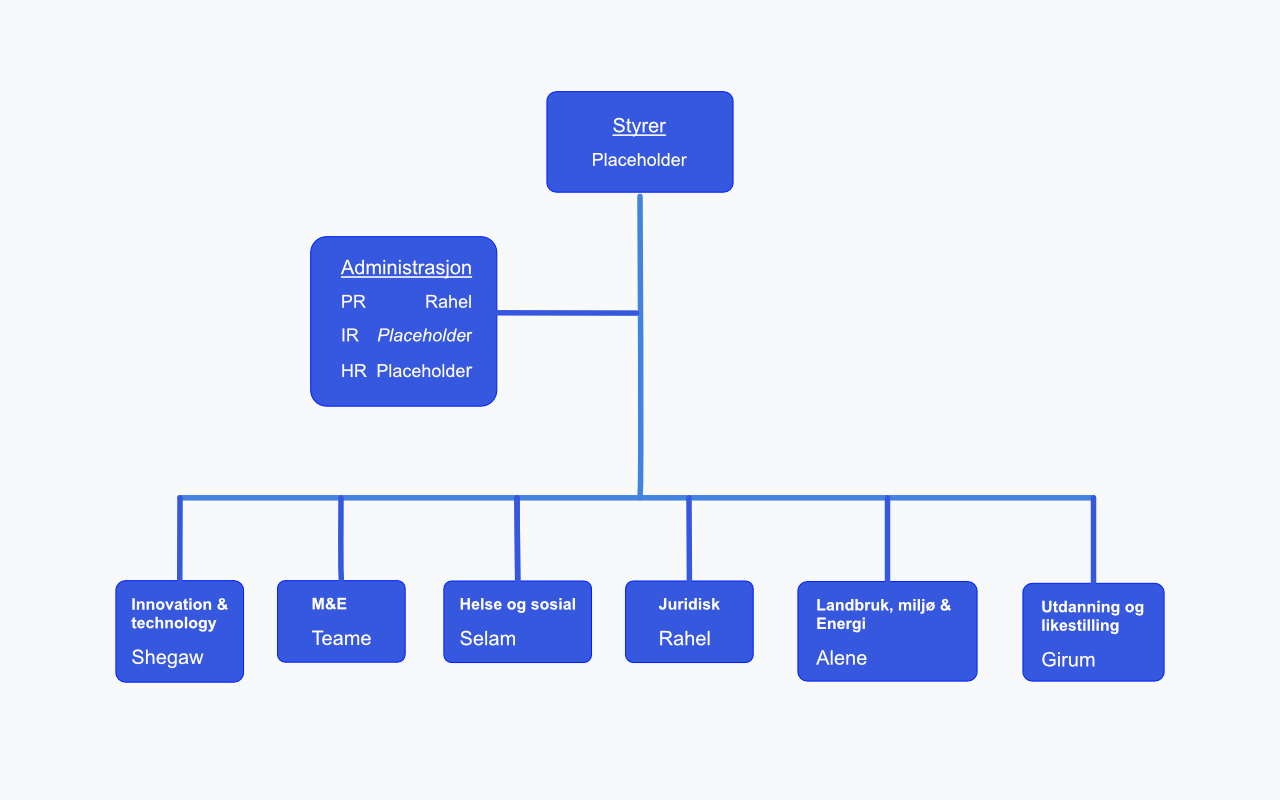 Styrer
Placeholder
Administrasjon
PR Rahel
IR Placeholder
HR Placeholder
Innovation &
technology
Shegaw
M&E
Teame
Helse og sosial
Selam
Juridisk
Rahel
Landbruk, miljø &
Energi
Alene
Utdanning og
likestilling
Girum